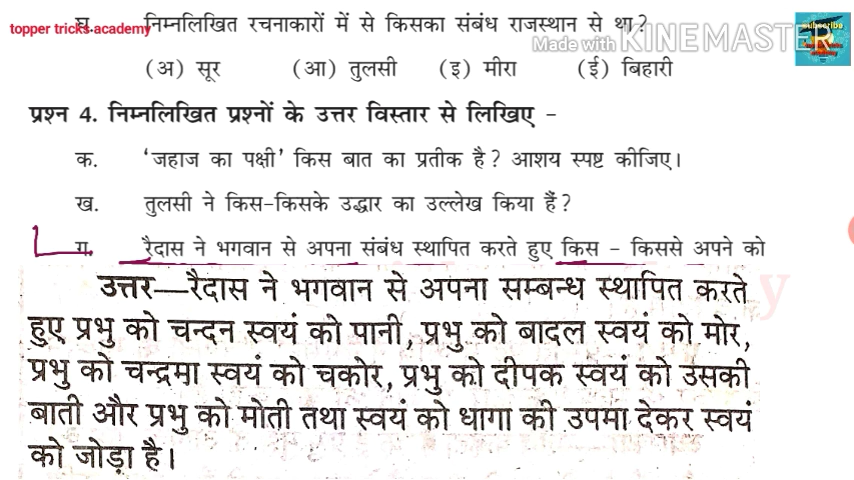 topper tricks academy
घ. निम्नलिखित रचनाकारों में से किसका संबंध राजस्थान से था?
Made with KINEMASTER
subscribe
(अ) सूर (आ) तुलसी (इ) मीरा (ई) बिहारी
प्रश्न 4. निम्नलिखित प्रश्नों के उत्तर विस्तार से लिखिए -
क. 'जहाज का पक्षी' किस बात का प्रतीक है? आशय स्पष्ट कीजिए।
ख. तुलसी ने किस-किसके उद्धार का उल्लेख किया हैं?
ग. रैदास ने भगवान से अपना संबंध स्थापित करते हुए किस - किससे अपने को
उत्तर—रैदास ने भगवान से अपना सम्बन्ध स्थापित करते
हुए प्रभु को चन्दन स्वयं को पानी, प्रभु को बादल स्वयं को मोर,
प्रभु को चन्द्रमा स्वयं को चकोर, प्रभु को दीपक स्वयं को उसकी
बाती और प्रभु को मोती तथा स्वयं को धागा की उपमा देकर स्वयं
को जोड़ा है।